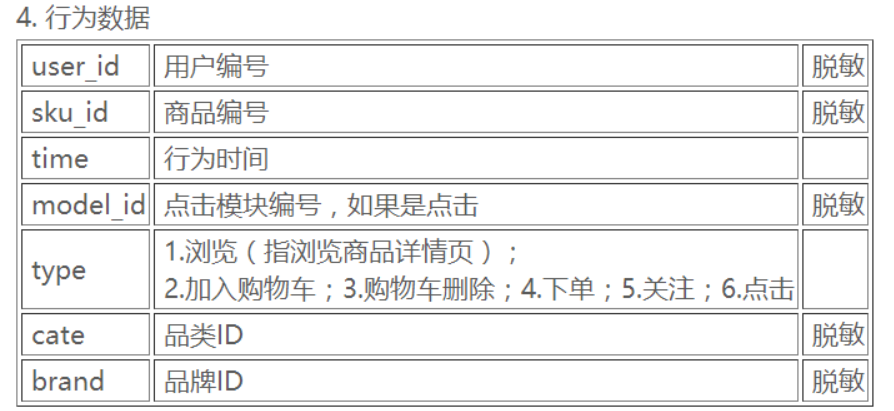 4. 行为数据
user_id 用户编号 脱敏
sku_id 商品编号 脱敏
time 行为时间
model_id 点击模块编号，如果是点击 脱敏
type 1.浏览（指浏览商品详情页）；
2.加入购物车；3.购物车删除；4.下单；5.关注；6.点击
cate 品类ID 脱敏
brand 品牌ID 脱敏